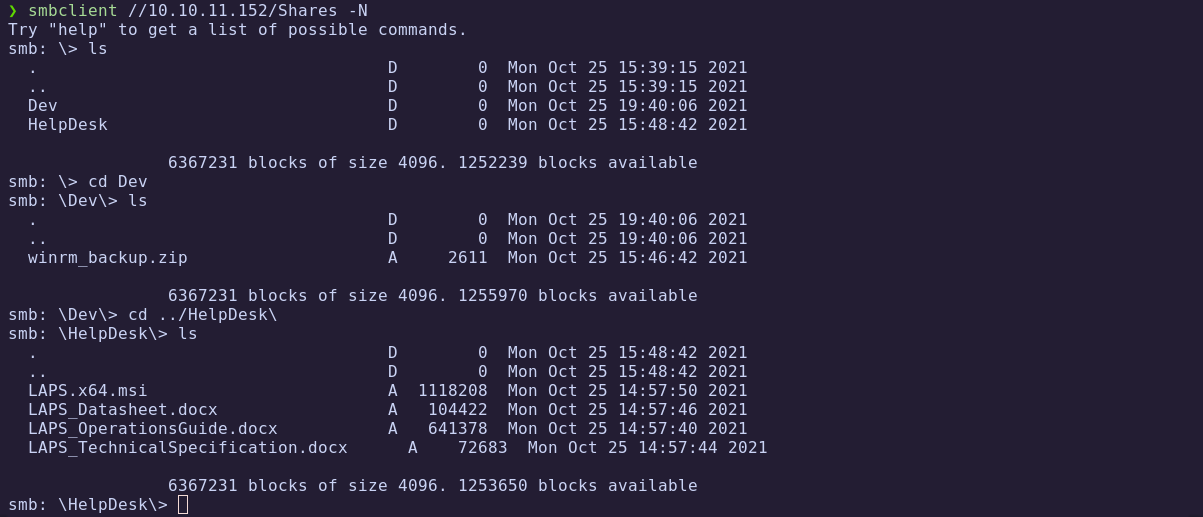 ❯ smbclient //10.10.11.152/Shares -N
Try "help" to get a list of possible commands.
smb: \> ls
  .                                   D        0  Mon Oct 25 15:39:15 2021
  ..                                  D        0  Mon Oct 25 15:39:15 2021
  Dev                                 D        0  Mon Oct 25 19:40:06 2021
  HelpDesk                            D        0  Mon Oct 25 15:48:42 2021
                6367231 blocks of size 4096. 1252239 blocks available
smb: \> cd Dev
smb: \Dev\> ls
  .                                   D        0  Mon Oct 25 19:40:06 2021
  ..                                  D        0  Mon Oct 25 19:40:06 2021
  winrm_backup.zip                    A     2611  Mon Oct 25 15:46:42 2021
                6367231 blocks of size 4096. 1255970 blocks available
smb: \Dev\> cd ../HelpDesk\
smb: \HelpDesk\> ls
  .                                   D        0  Mon Oct 25 15:48:42 2021
  ..                                  D        0  Mon Oct 25 15:48:42 2021
  LAPS.x64.msi                        A  1118208  Mon Oct 25 14:57:50 2021
  LAPS_Datasheet.docx                 A   104422  Mon Oct 25 14:57:46 2021
  LAPS_OperationsGuide.docx           A   641378  Mon Oct 25 14:57:40 2021
  LAPS_TechnicalSpecification.docx      A    72683  Mon Oct 25 14:57:44 2021
                6367231 blocks of size 4096. 1253650 blocks available
smb: \HelpDesk\>